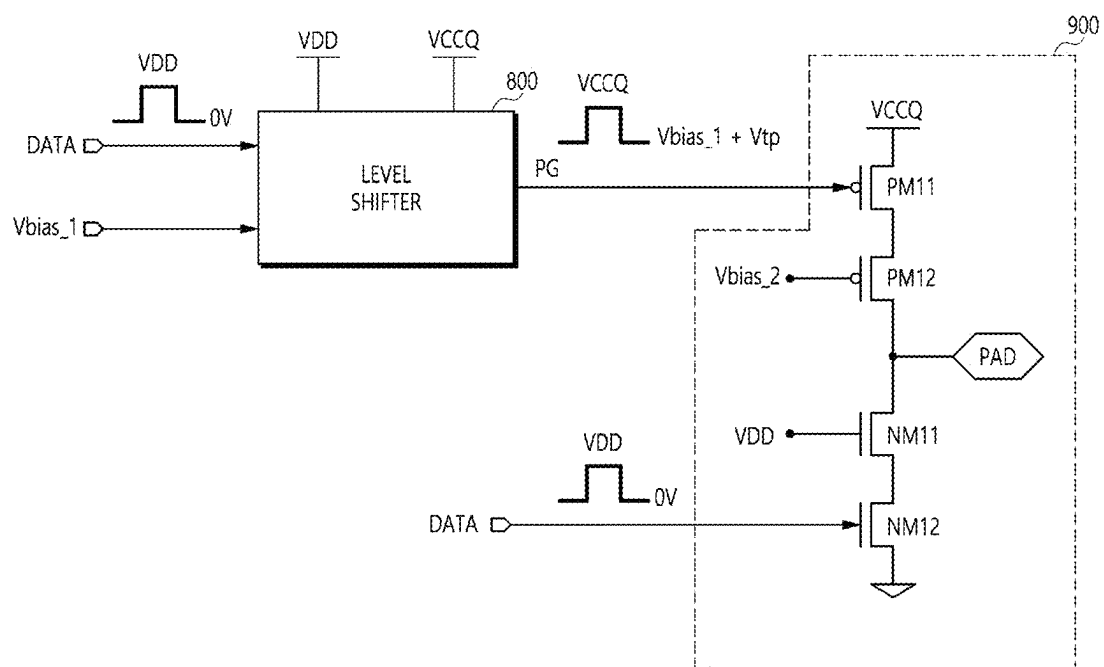 900
VDD
VCCQ
VDD
0V
800
VCCQ
Vbias_1 + Vtp
VCCQ
DATA
LEVEL
SHIFTER
PG
PM11
Vbias_1
Vbias_2
PM12
PAD
VDD
NM11
VDD
0V
DATA
NM12